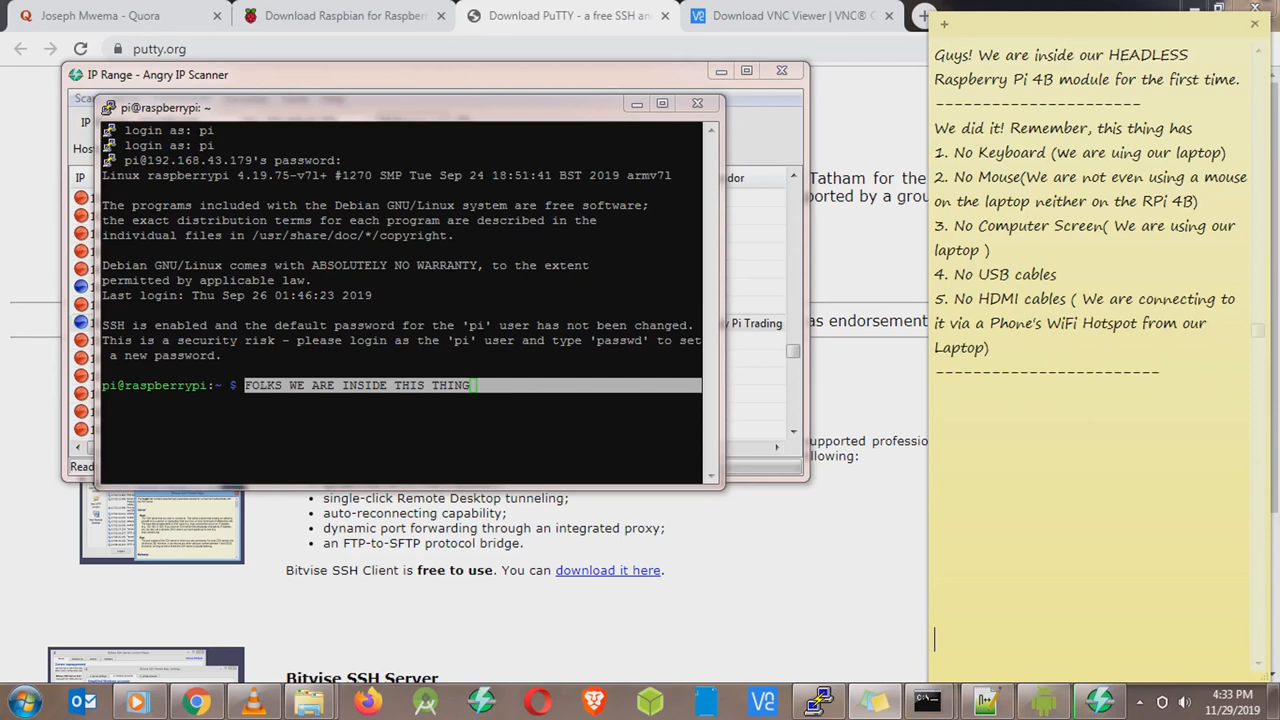 Joseph Mwema - Quora
Download Raspbian for Raspber
Download PuTTY - a free SSH an
Download VNC Viewer | VNC® C
putty.org
IP Range - Angry IP Scanner
Sca
IP
Hos
IP
dor
Pi Trading
Read
pi@raspberrypi: ~
login as: pi
login as: pi
pi@192.168.43.179's password:
Linux raspberrypi 4.19.75-v7l+ #1270 SMP Tue Sep 24 18:51:41 BST 2019 armv7l
The programs included with the Debian GNU/Linux system are free software;
the exact distribution terms for each program are described in the
individual files in /usr/share/doc/*/copyright.
Debian GNU/Linux comes with ABSOLUTELY NO WARRANTY, to the extent
permitted by applicable law.
Last login: Thu Sep 26 01:46:23 2019
SSH is enabled and the default password for the 'pi' user has not been changed.
This is a security risk - please login as the 'pi' user and type 'passwd' to set
a new password.
pi@raspberrypi:~ $ FOLKS WE ARE INSIDE THIS THING
Tatham for the
ported by a grou
as endorsement
upported professio
ollowing:
single-click Remote Desktop tunneling;
auto-reconnecting capability;
dynamic port forwarding through an integrated proxy;
an FTP-to-SFTP protocol bridge.
Bitvise SSH Client is free to use. You can download it here.
Bitvise SSH Server
Guys! We are inside our HEADLESS
Raspberry Pi 4B module for the first time.
-----------------------
We did it! Remember, this thing has
1. No Keyboard (We are uing our laptop)
2. No Mouse(We are not even using a mouse
on the laptop neither on the RPi 4B)
3. No Computer Screen( We are using our
laptop )
4. No USB cables
5. No HDMI cables ( We are connecting to
it via a Phone's WiFi Hotspot from our
Laptop)
-------------------------
4:33 PM
11/29/2019